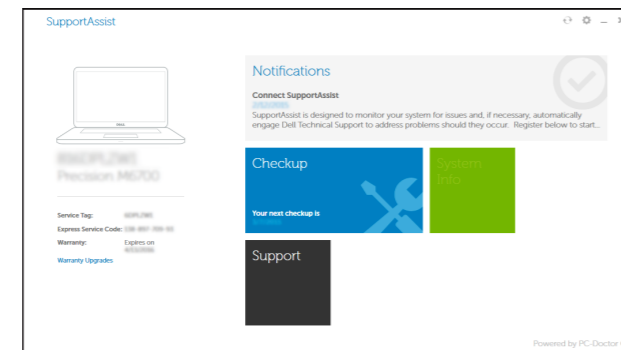 SupportAssist
DELL
Precision M6700
Service Tag:
Express Service Code:
Warranty: Expires on
Warranty Upgrades
Notifications
Connect SupportAssist
SupportAssist is designed to monitor your system for issues and, if necessary, automatically
engage Dell Technical Support to address problems should they occur. Register below to start...
Checkup
Your next checkup is
System
Info
Support
Powered by PC-Doctor